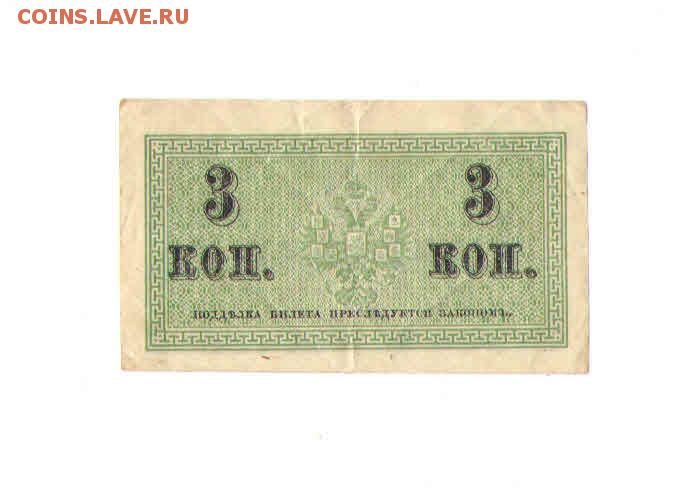 COINS.LAVE.RU
3 3
КОП. КОП.
ПОДДѢЛКА БИЛЕТА ПРЕСЛѢДУЕТСЯ ЗАКОНОМЪ.